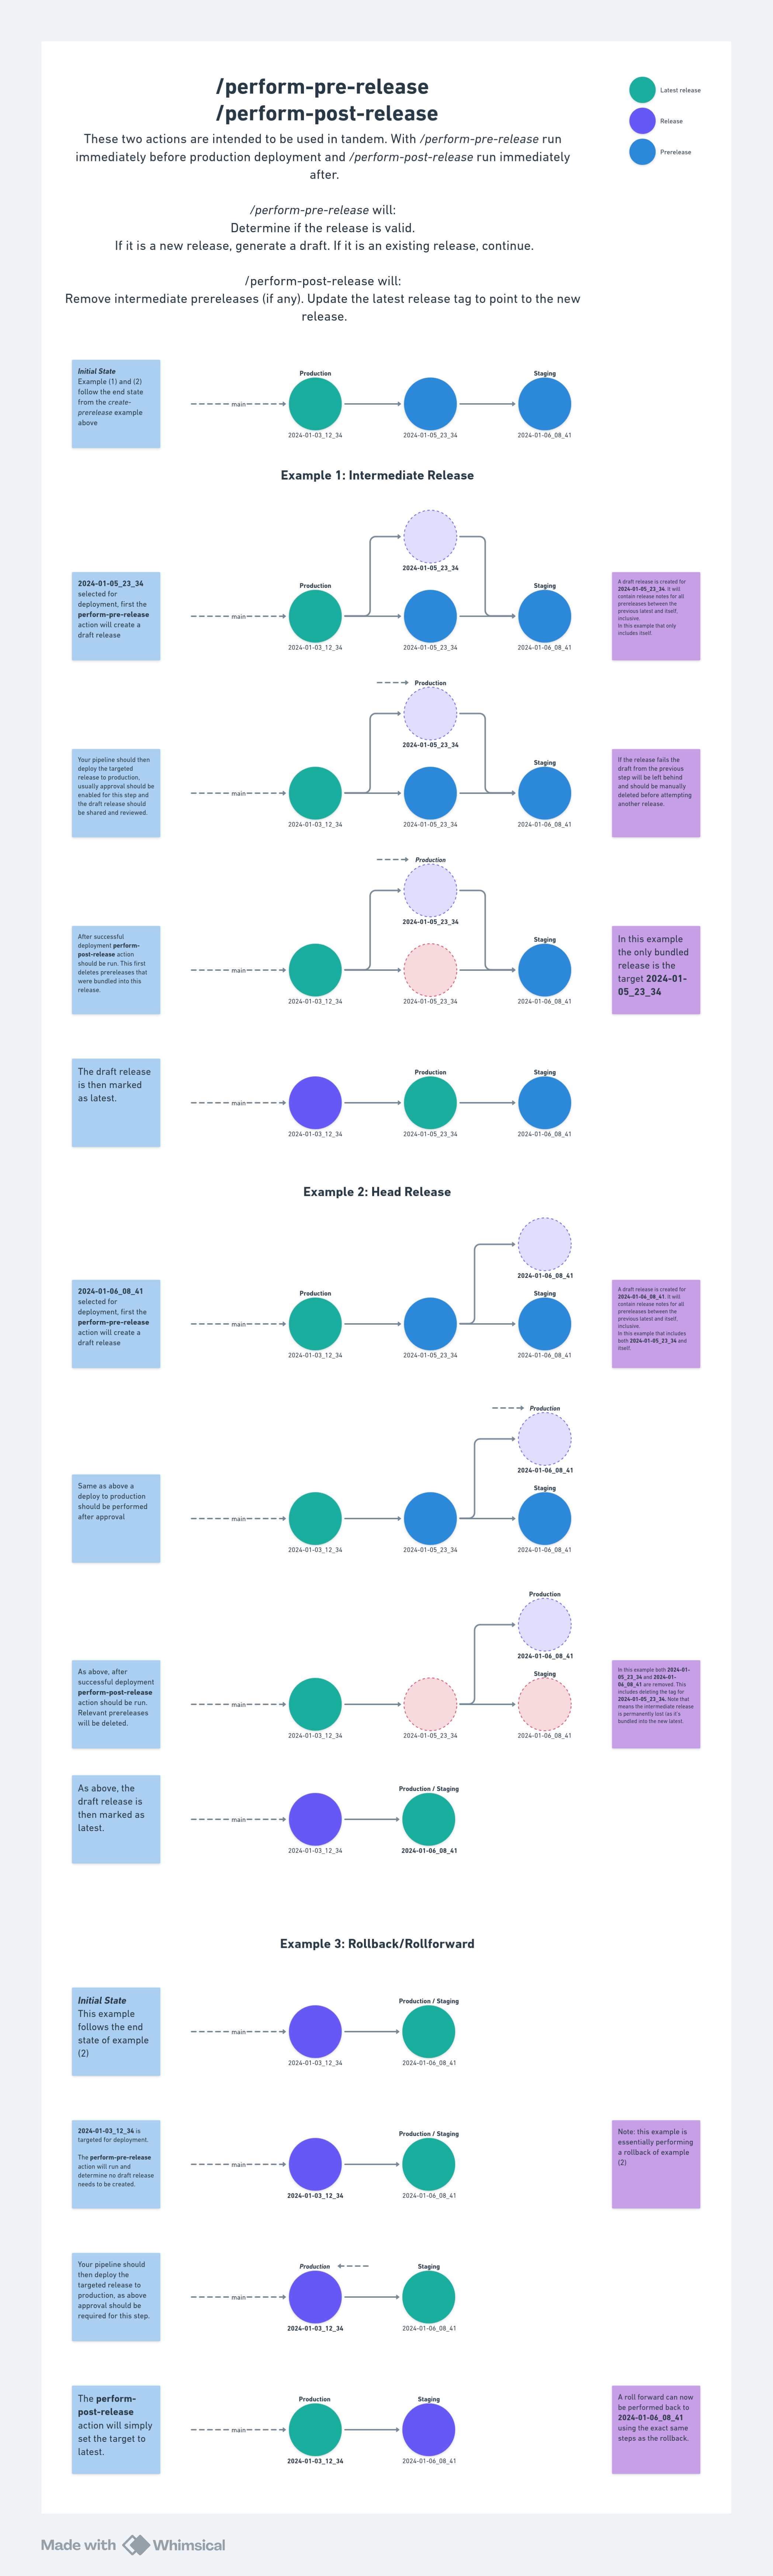 /perform-pre-release
/perform-post-release
These two actions are intended to be used in tandem. With /perform-pre-release run
immediately before production deployment and /perform-post-release run immediately
after.
/perform-pre-release will:
Determine if the release is valid.
If it is a new release, generate a draft. If it is an existing release, continue.
/perform-post-release will:
Remove intermediate prereleases (if any). Update the latest release tag to point to the new
release.
Latest release
Release
Prerelease
Initial State
Example (1) and (2)
follow the end state
from the create-
prerelease example
above
main
Production
2024-01-03_12_34
2024-01-05_23_34
Staging
2024-01-06_08_41
Example 1: Intermediate Release
2024-01-05_23_34
selected for
deployment, first the
perform-pre-release
action will create a
draft release
main
2024-01-05_23_34
Production
2024-01-03_12_34
2024-01-05_23_34
Staging
2024-01-06_08_41
A draft release is created for
2024-01-05_23_34. It will
contain release notes for all
prereleases between the
previous latest and itself,
inclusive.
In this example that only
includes itself.
Your pipeline should then
deploy the targeted
release to production,
usually approval should be
enabled for this step and
the draft release should
be shared and reviewed.
Production
2024-01-05_23_34
main
2024-01-03_12_34
2024-01-05_23_34
Staging
2024-01-06_08_41
If the release fails the
draft from the previous
step will be left behind
and should be manually
deleted before attempting
another release.
After successful
deployment perform-
post-release action
should be run. This first
deletes prereleases that
were bundled into this
release.
Production
2024-01-05_23_34
main
2024-01-03_12_34
2024-01-05_23_34
Staging
2024-01-06_08_41
In this example
the only bundled
release is the
target 2024-01-
05_23_34
The draft release
is then marked
as latest.
main
2024-01-03_12_34
Production
2024-01-05_23_34
Staging
2024-01-06_08_41
Example 2: Head Release
2024-01-06_08_41
selected for
deployment, first the
perform-pre-release
action will create a
draft release
2024-01-06_08_41
main
Production
2024-01-03_12_34
2024-01-05_23_34
Staging
2024-01-06_08_41
A draft release is created for
2024-01-06_08_41. It will
contain release notes for all
prereleases between the
previous latest and itself,
inclusive.
In this example that includes
both 2024-01-05_23_34 and
itself.
Same as above a
deploy to production
should be performed
after approval
Production
2024-01-06_08_41
main
2024-01-03_12_34
2024-01-05_23_34
Staging
2024-01-06_08_41
As above, after
successful deployment
perform-post-release
action should be run.
Relevant prereleases
will be deleted.
Production
2024-01-06_08_41
main
2024-01-03_12_34
2024-01-05_23_34
Staging
2024-01-06_08_41
In this example both 2024-01-
05_23_34 and 2024-01-
06_08_41 are removed. This
includes deleting the tag for
2024-01-05_23_34. Note that
means the intermediate release
is permanently lost (as it's
bundled into the new latest.
As above, the
draft release is
then marked as
latest.
main
2024-01-03_12_34
Production / Staging
2024-01-06_08_41
Example 3: Rollback/Rollforward
Initial State
This example
follows the end
state of example
(2)
main
2024-01-03_12_34
Production / Staging
2024-01-06_08_41
2024-01-03_12_34 is
targeted for deployment.
The perform-pre-release
action will run and
determine no draft release
needs to be created.
main
2024-01-03_12_34
Production / Staging
2024-01-06_08_41
Note: this example is
essentially performing
a rollback of example
(2)
Your pipeline should
then deploy the
targeted release to
production, as above
approval should be
required for this step.
main
Production
2024-01-03_12_34
Staging
2024-01-06_08_41
The perform-
post-release
action will simply
set the target to
latest.
main
Production
2024-01-03_12_34
Staging
2024-01-06_08_41
A roll forward can now
be performed back to
2024-01-06_08_41
using the exact same
steps as the rollback.
Made with Whimsical